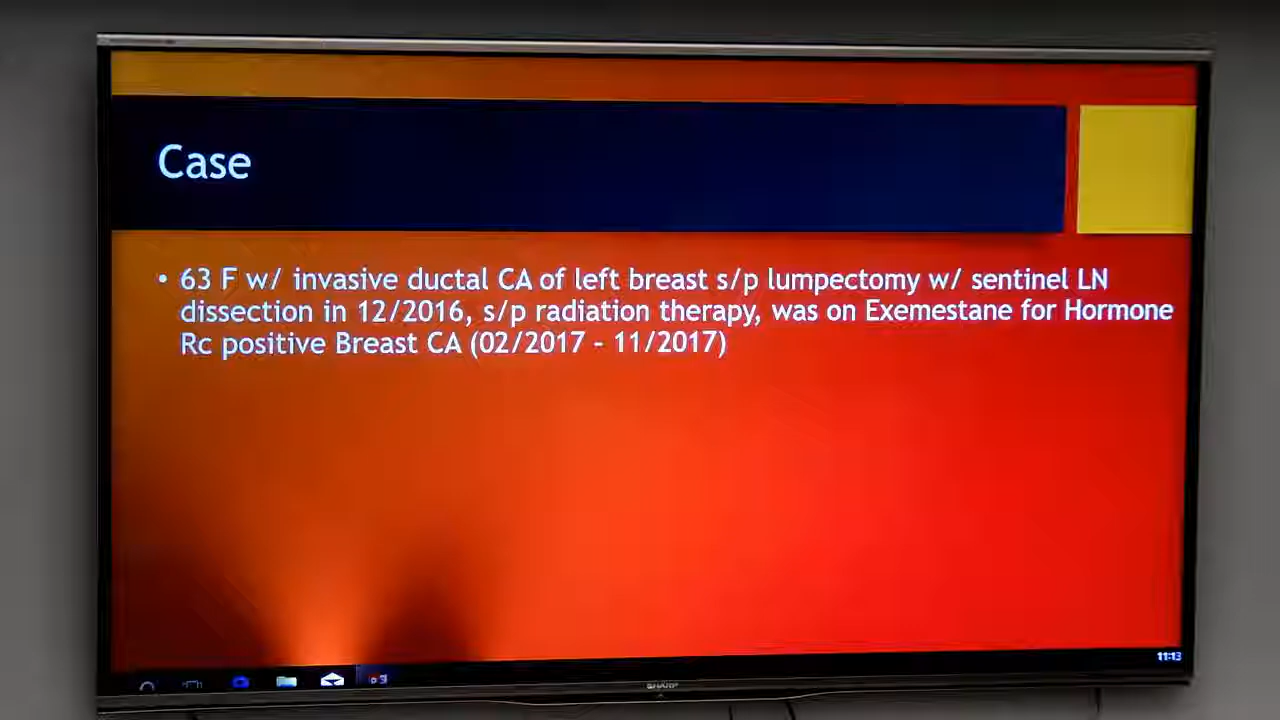 Case
• 63 F w/ invasive ductal CA of left breast s/p lumpectomy w/ sentinel LN
dissection in 12/2016, s/p radiation therapy, was on Exemestane for Hormone
Rc positive Breast CA (02/2017 - 11/2017)
11:13
SHARP